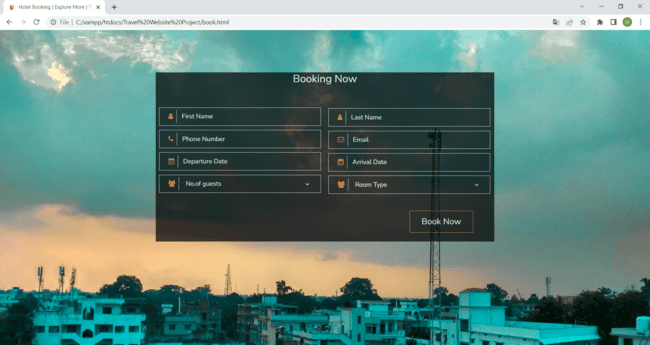 Hotel Booking | Explore More | T
File
C:/xampp/htdocs/Travel%20Website%20Project/book.html
M
Booking Now
First Name
Last Name
Phone Number
Email
Departure Date
Arrival Date
No.of guests
Room Type
Book Now